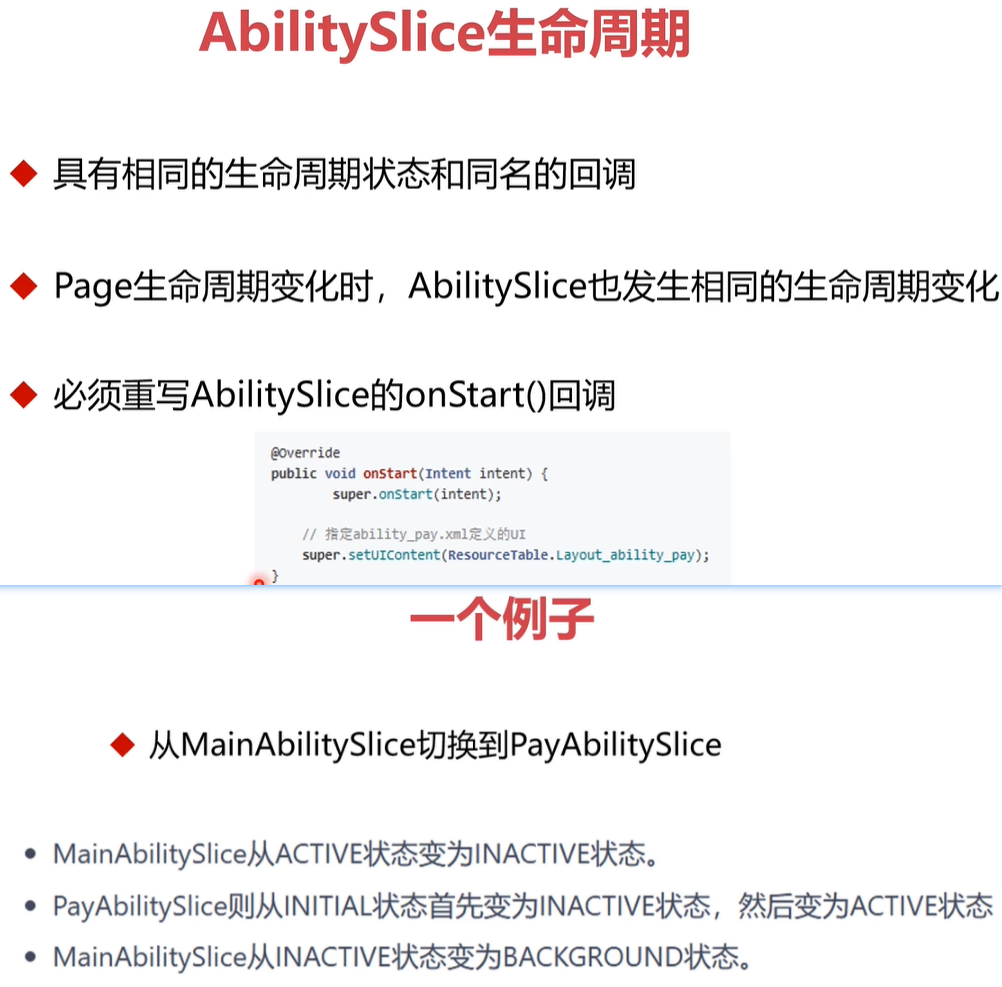 AbilitySlice生命周期
具有相同的生命周期状态和同名的回调
Page生命周期变化时，AbilitySlice也发生相同的生命周期变化
必须重写AbilitySlice的onStart()回调
@Override
public void onStart(Intent intent) {
super.onStart(intent);
// 指定ability_pay.xml定义的UI
super.setUIContent(ResourceTable.Layout_ability_pay);
}
一个例子
从MainAbilitySlice切换到PayAbilitySlice
MainAbilitySlice从ACTIVE状态变为INACTIVE状态。
PayAbilitySlice则从INITIAL状态首先变为INACTIVE状态，然后变为ACTIVE状态
MainAbilitySlice从INACTIVE状态变为BACKGROUND状态。